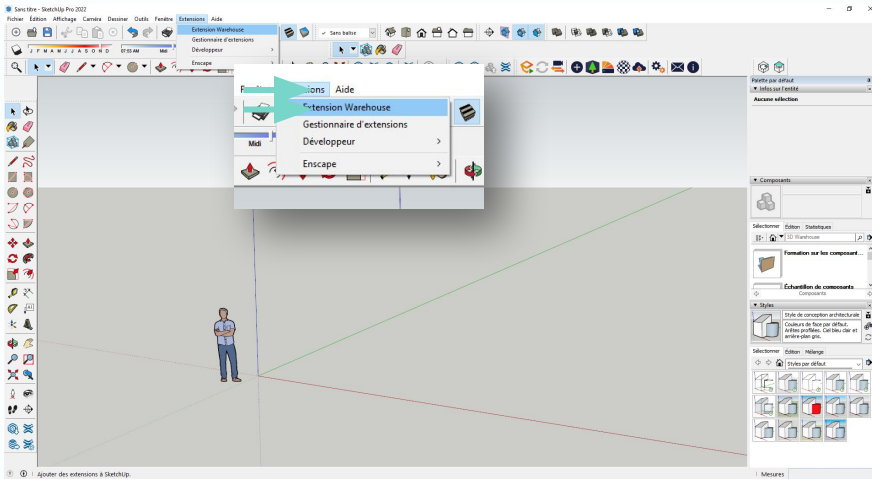 Sans titre - SketchUp Pro 2022
Fichier Édition Affichage Caméra Dessiner Outils Fenêtre Extensions Aide
Extension Warehouse
Gestionnaire d'extensions
Développeur
Enscape
Sans balise
J F M A M J J A S O N D
07:53 AM Midi
Aide
Extension Warehouse
Gestionnaire d'extensions
Midi
Développeur
Enscape
Palette par défaut
Infos sur l'entité
Aucune sélection
Composants
Sélectionner Édition Statistiques
3D Warehouse
Formation sur les composant...
Échantillon de composants
Composants
Styles
Style de conception architecturale
Couleurs de face par défaut.
Arêtes profilées. Ciel bleu clair et
arrière-plan gris.
Sélectionner Édition Mélange
Styles par défaut
Ajouter des extensions à SketchUp.
Mesures